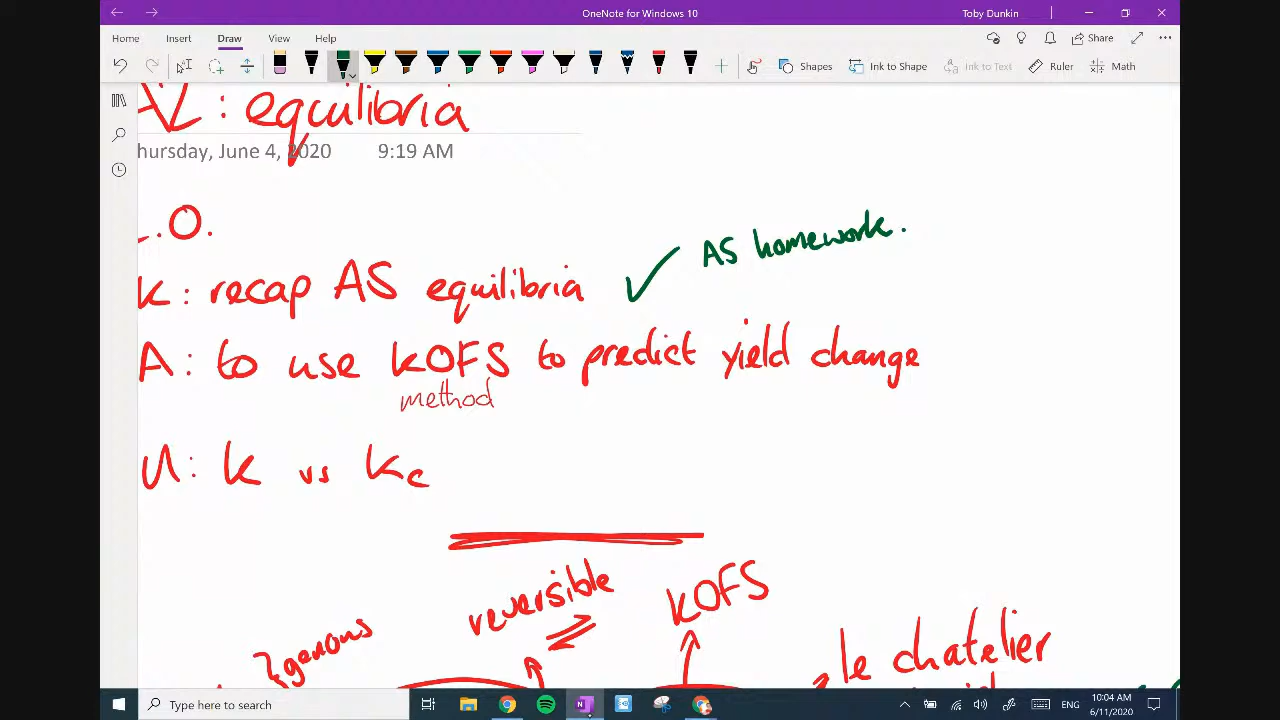 OneNote for Windows 10
Toby Dunkin
Home Insert Draw View Help
Share
Shapes Ink to Shape Ink to Text Ruler Math
: equilibria
hursday, June 4, 2020 9:19 AM
.O.
K: recap AS equilibria
AS homework.
A: to use KOFS to predict yield change
method
U: K vs Kc
reversible
KOFS
genous
le chatelier
Type here to search
ENG
10:04 AM
6/11/2020